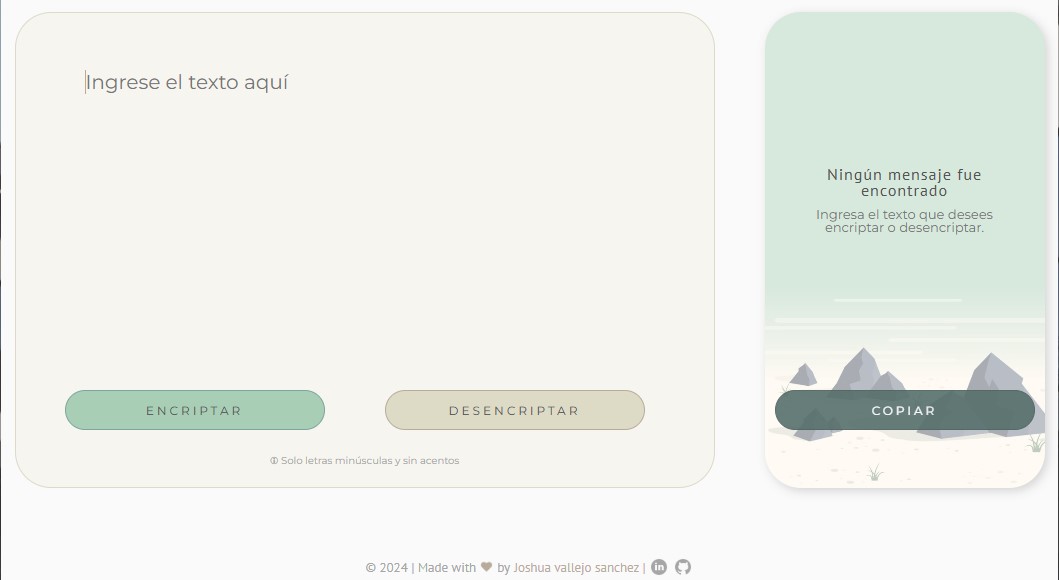 Ingrese el texto aquí
Ningún mensaje fue
encontrado
Ingresa el texto que desees
encriptar o desencriptar.
ENCRIPTAR
DESENCRIPTAR
COPIAR
Solo letras minúsculas y sin acentos
© 2024 | Made with ❤ by Joshua vallejo sanchez |